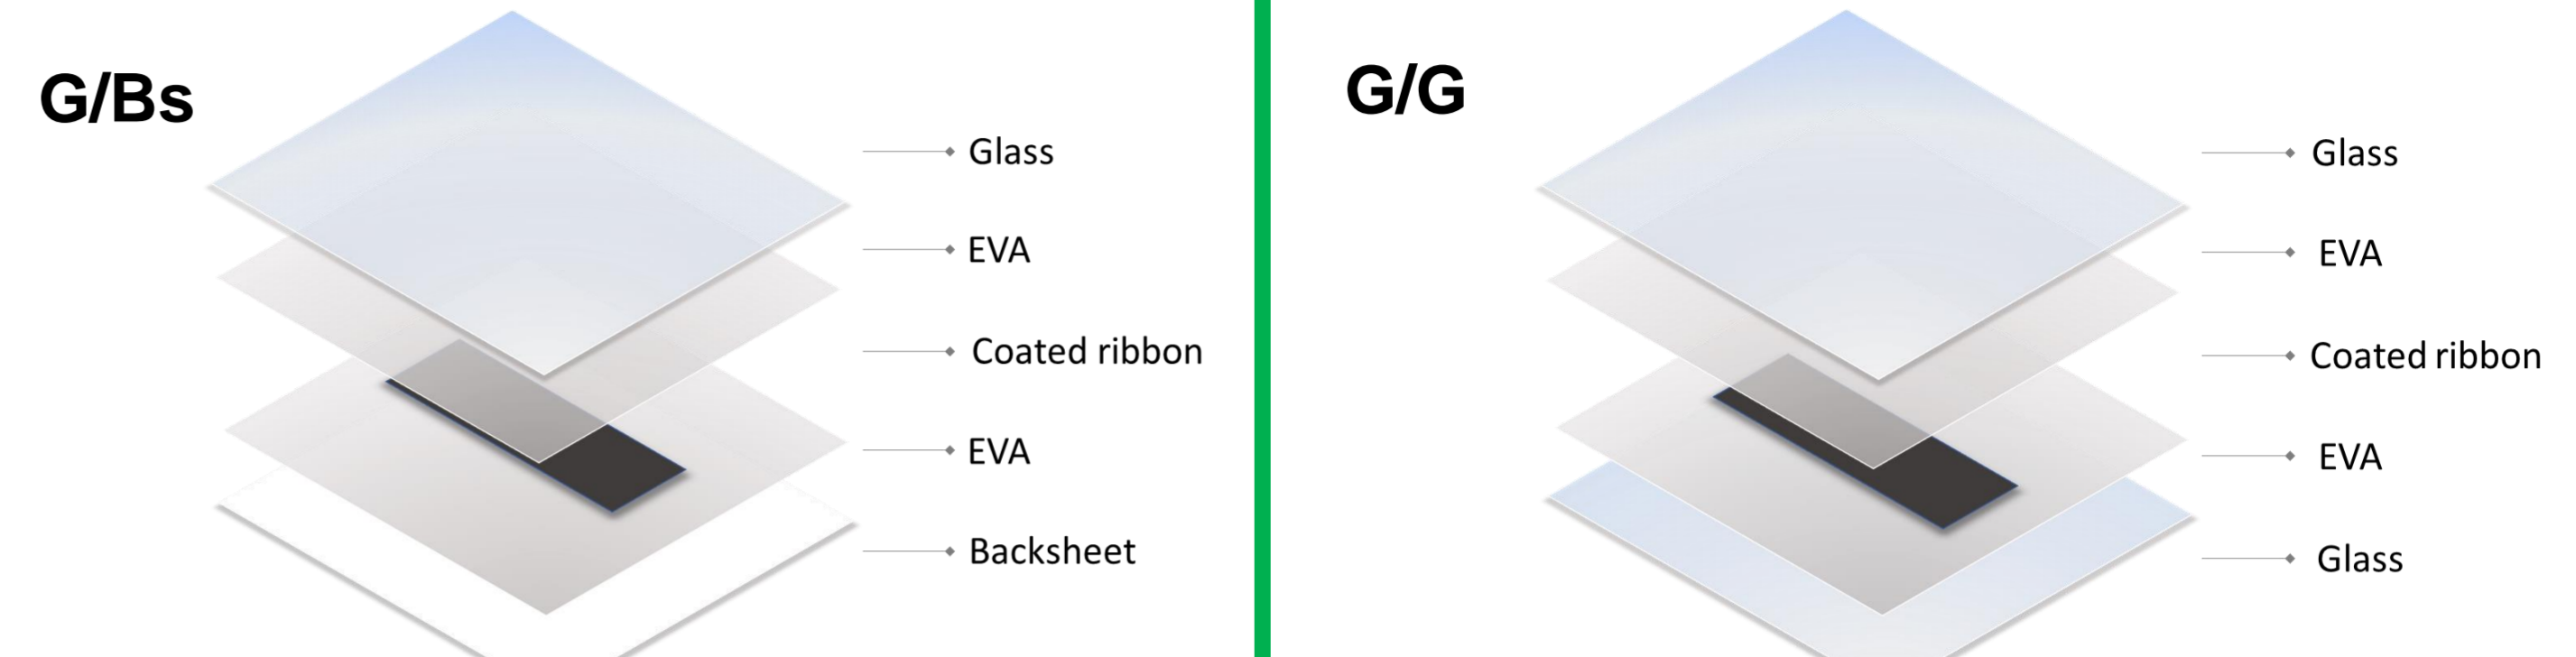 G/Bs
Glass
EVA
Coated ribbon
EVA
Backsheet
G/G
Glass
EVA
Coated ribbon
EVA
Glass